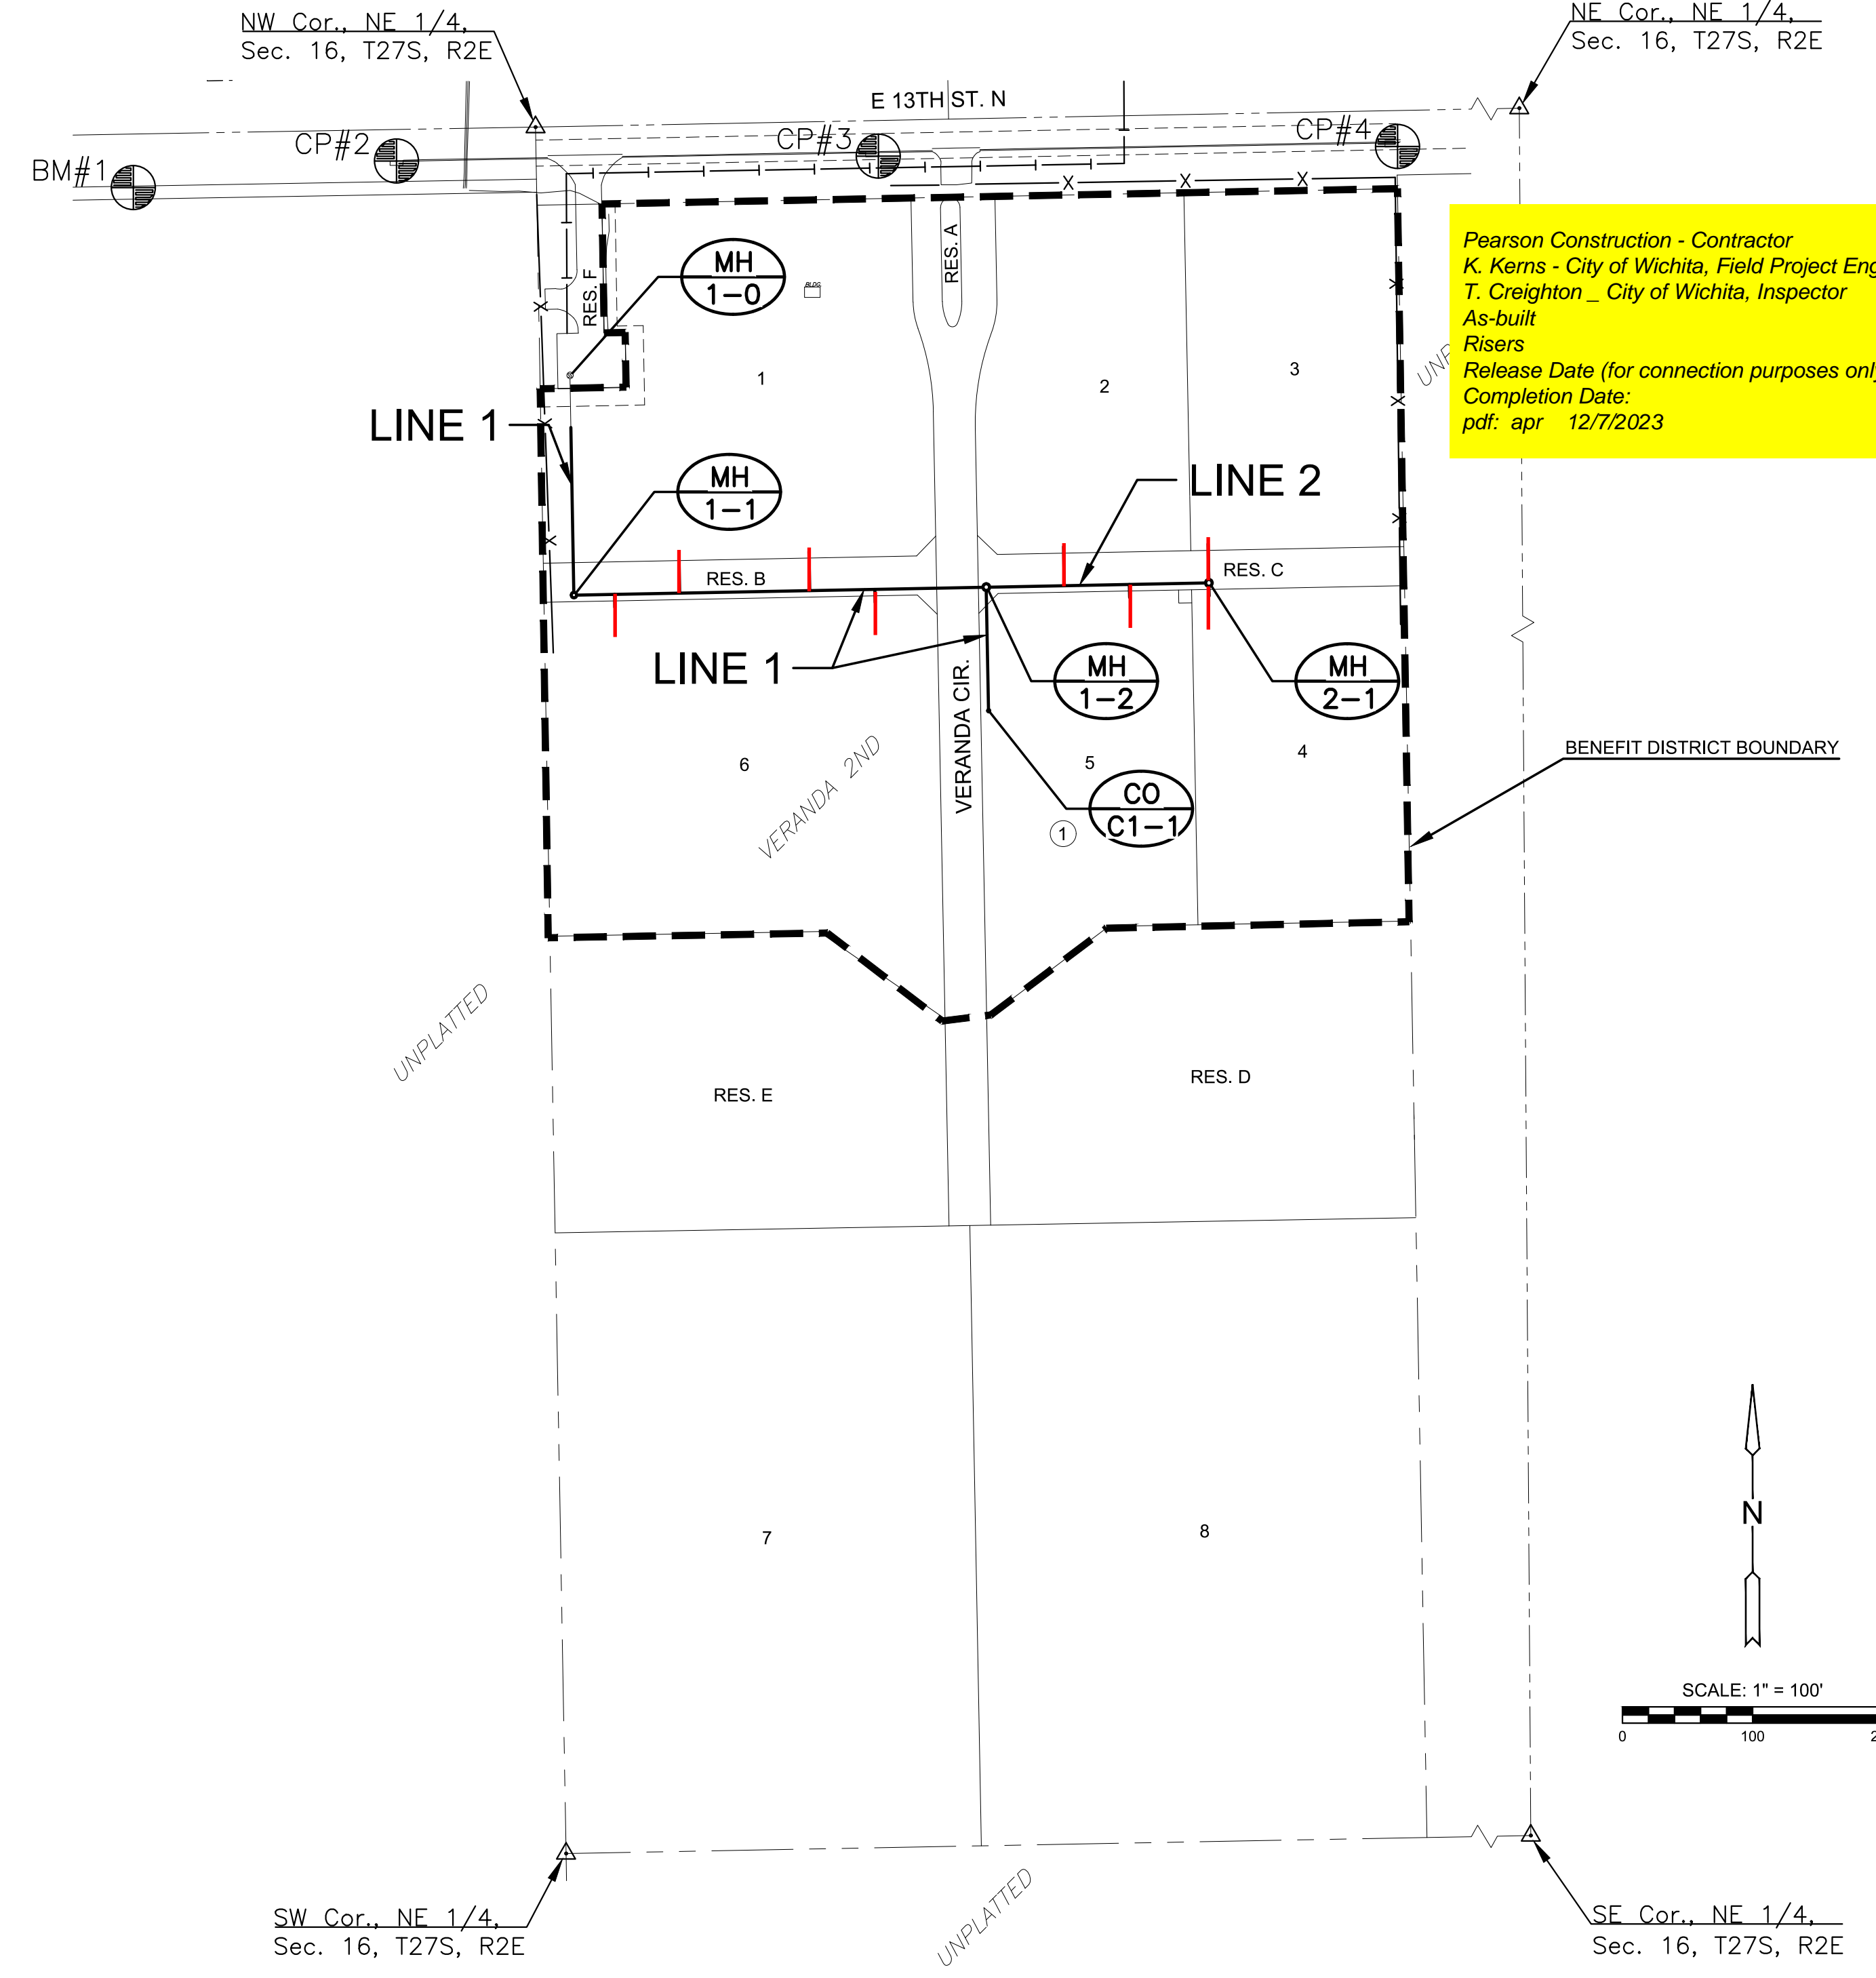 NW Cor., NE 1/4,
Sec. 16, T27S, R2E
NE Cor., NE 1/4,
Sec. 16, T27S, R2E
E 13TH ST. N
BM#1
CP#2
CP#3
CP#4
RES. F
MH
1-0
BLDG
RES. A
Pearson Construction - Contractor
K. Kerns - City of Wichita, Field Project Eng
T. Creighton _ City of Wichita, Inspector
As-built
Risers
Release Date (for connection purposes only
Completion Date:
pdf: apr 12/7/2023
1
2
3
LINE 1
MH
1-1
LINE 2
RES. B
RES. C
LINE 1
VERANDA CIR.
MH
1-2
MH
2-1
6
VERANDA 2ND
5
4
CO
C1-1
1
BENEFIT DISTRICT BOUNDARY
UNPLATTED
RES. E
RES. D
7
8
N
SCALE: 1" = 100'
0
100
2
SW Cor., NE 1/4,
Sec. 16, T27S, R2E
UNPLATTED
SE Cor., NE 1/4,
Sec. 16, T27S, R2E